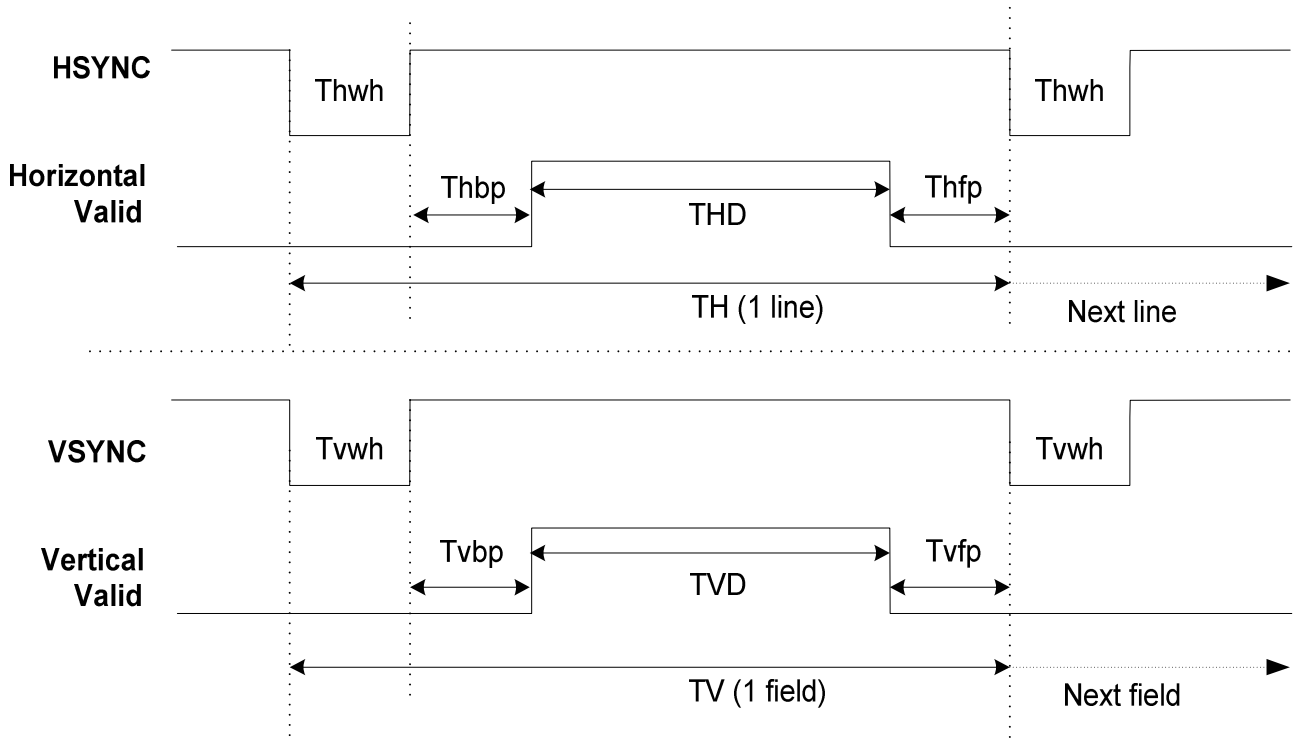 HSYNC
Thwh
Thwh
Horizontal
Valid
Thbp
THD
Thfp
TH (1 line)
Next line
VSYNC
Tvwh
Tvwh
Vertical
Valid
Tvbp
TVD
Tvfp
TV (1 field)
Next field